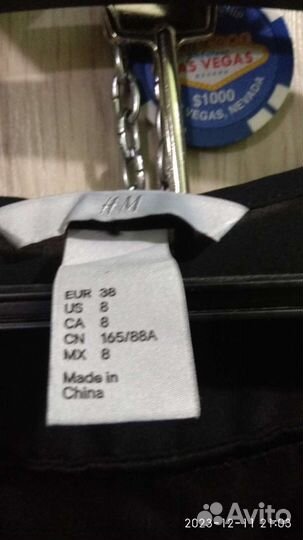 LAS VEGAS
$1000
VEGAS, NEVADA
H&M
EUR 38
US 8
CA 8
CN 165/88A
MX 8
Made in
China
Avito
2023-12-11 21:03